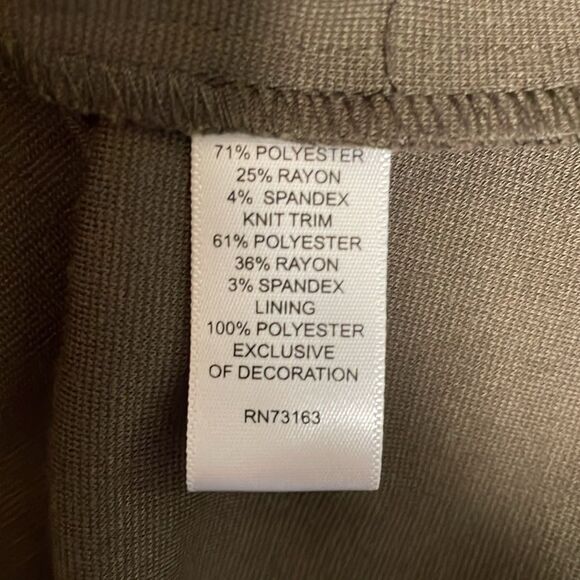 71% POLYESTER
25% RAYON
4% SPANDEX
KNIT TRIM
61% POLYESTER
36% RAYON
3% SPANDEX
LINING
100% POLYESTER
EXCLUSIVE
OF DECORATION
RN73163